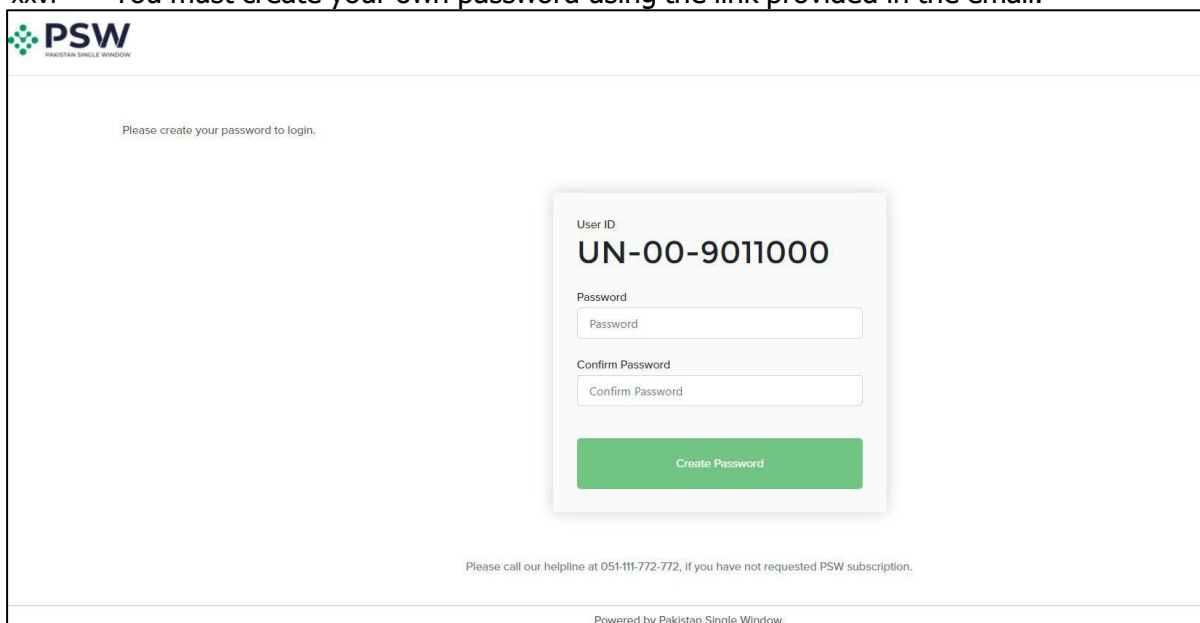 xxvi You must create your own password using the link provided in the email.
PSW
PAKISTAN SINGLE WINDOW
Please create your password to login.
User ID
UN-00-9011000
Password
Password
Confirm Password
Confirm Password
Create Password
Please call our helpline at 051-111-772-772, if you have not requested PSW subscription.
Powered by Pakistan Single Window.